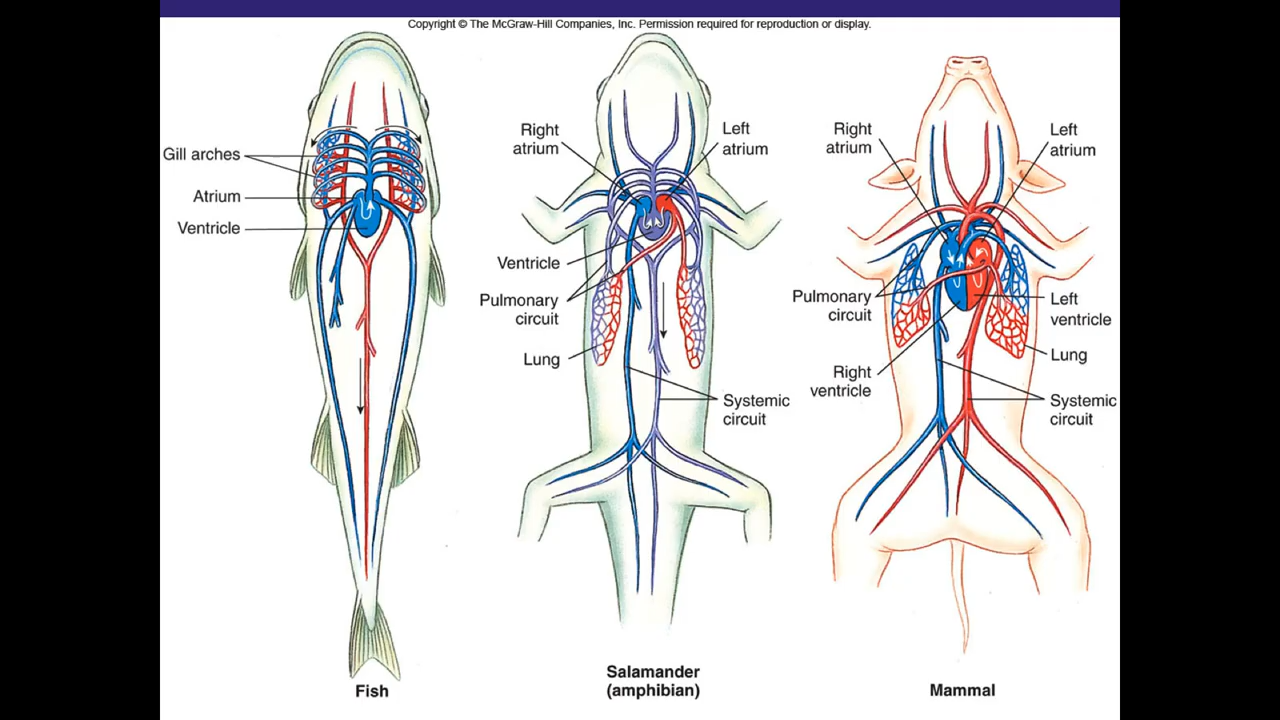 Copyright © The McGraw-Hill Companies, Inc. Permission required for reproduction or display.
Gill arches
Atrium
Ventricle
Fish
Right
atrium
Left
atrium
Ventricle
Pulmonary
circuit
Lung
Systemic
circuit
Salamander
(amphibian)
Right
atrium
Left
atrium
Pulmonary
circuit
Left
ventricle
Lung
Right
ventricle
Systemic
circuit
Mammal